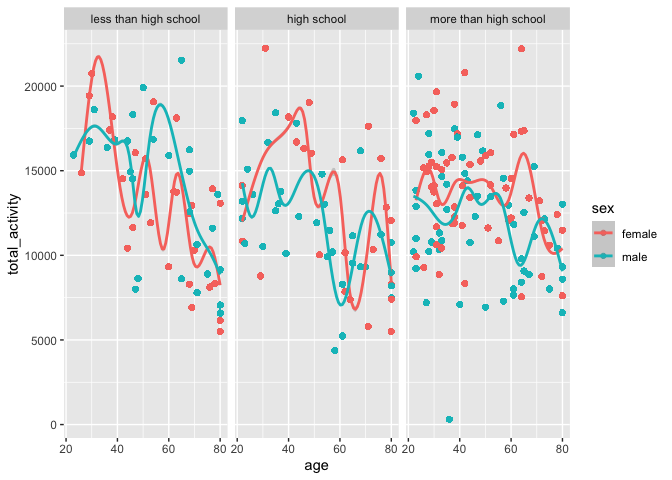 less than high school high school more than high school
20000
15000
10000
5000
0
total_activity
20 40 60 80 20 40 60 80 20 40 60 80
age
sex
female
male